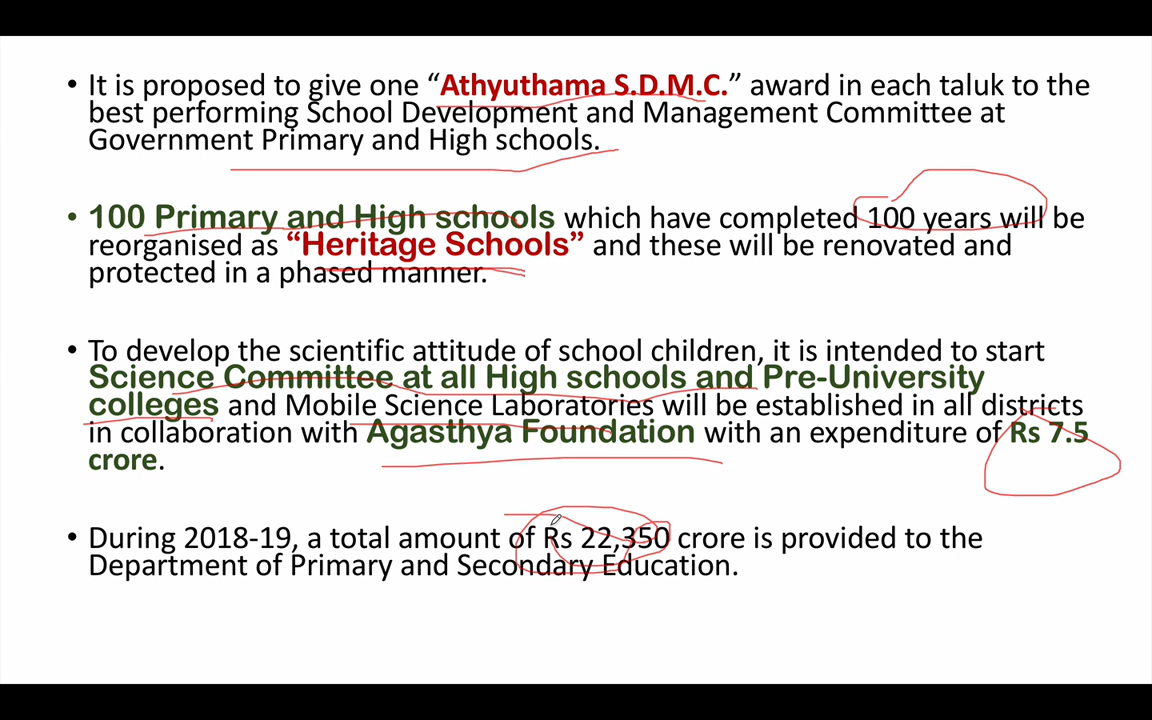 • It is proposed to give one “Athyuthama S.D.M.C.” award in each taluk to the
best performing School Development and Management Committee at
Government Primary and High schools.
• 100 Primary and High schools which have completed 100 years will be
reorganised as “Heritage Schools” and these will be renovated and
protected in a phased manner.
• To develop the scientific attitude of school children, it is intended to start
Science Committee at all High schools and Pre-University
colleges and Mobile Science Laboratories will be established in all districts
in collaboration with Agasthya Foundation with an expenditure of Rs 7.5
crore.
• During 2018-19, a total amount of Rs 22,350 crore is provided to the
Department of Primary and Secondary Education.